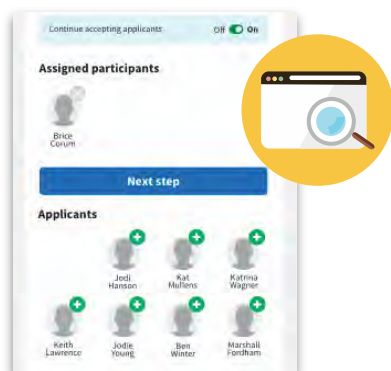 Continue accepting applicants Off On
Assigned participants
Brice
Corum
Next step
Applicants
Jodi
Hanson
Kat
Mullens
Katrina
Wagner
Keith
Lawrence
Jodie
Young
Ben
Winter
Marshall
Fordham